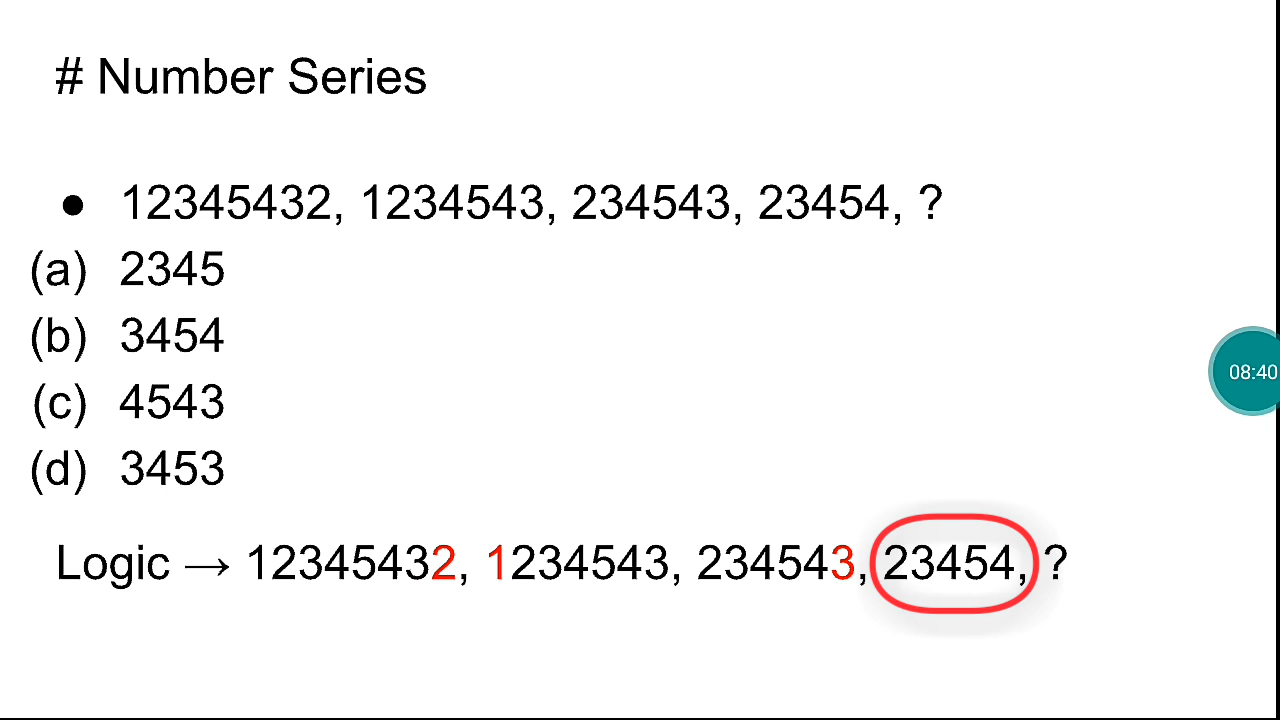 # Number Series
● 12345432, 1234543, 234543, 23454, ?
(a) 2345
(b) 3454
(c) 4543
(d) 3453
08:40
Logic → 12345432, 1234543, 234543, 23454, ?